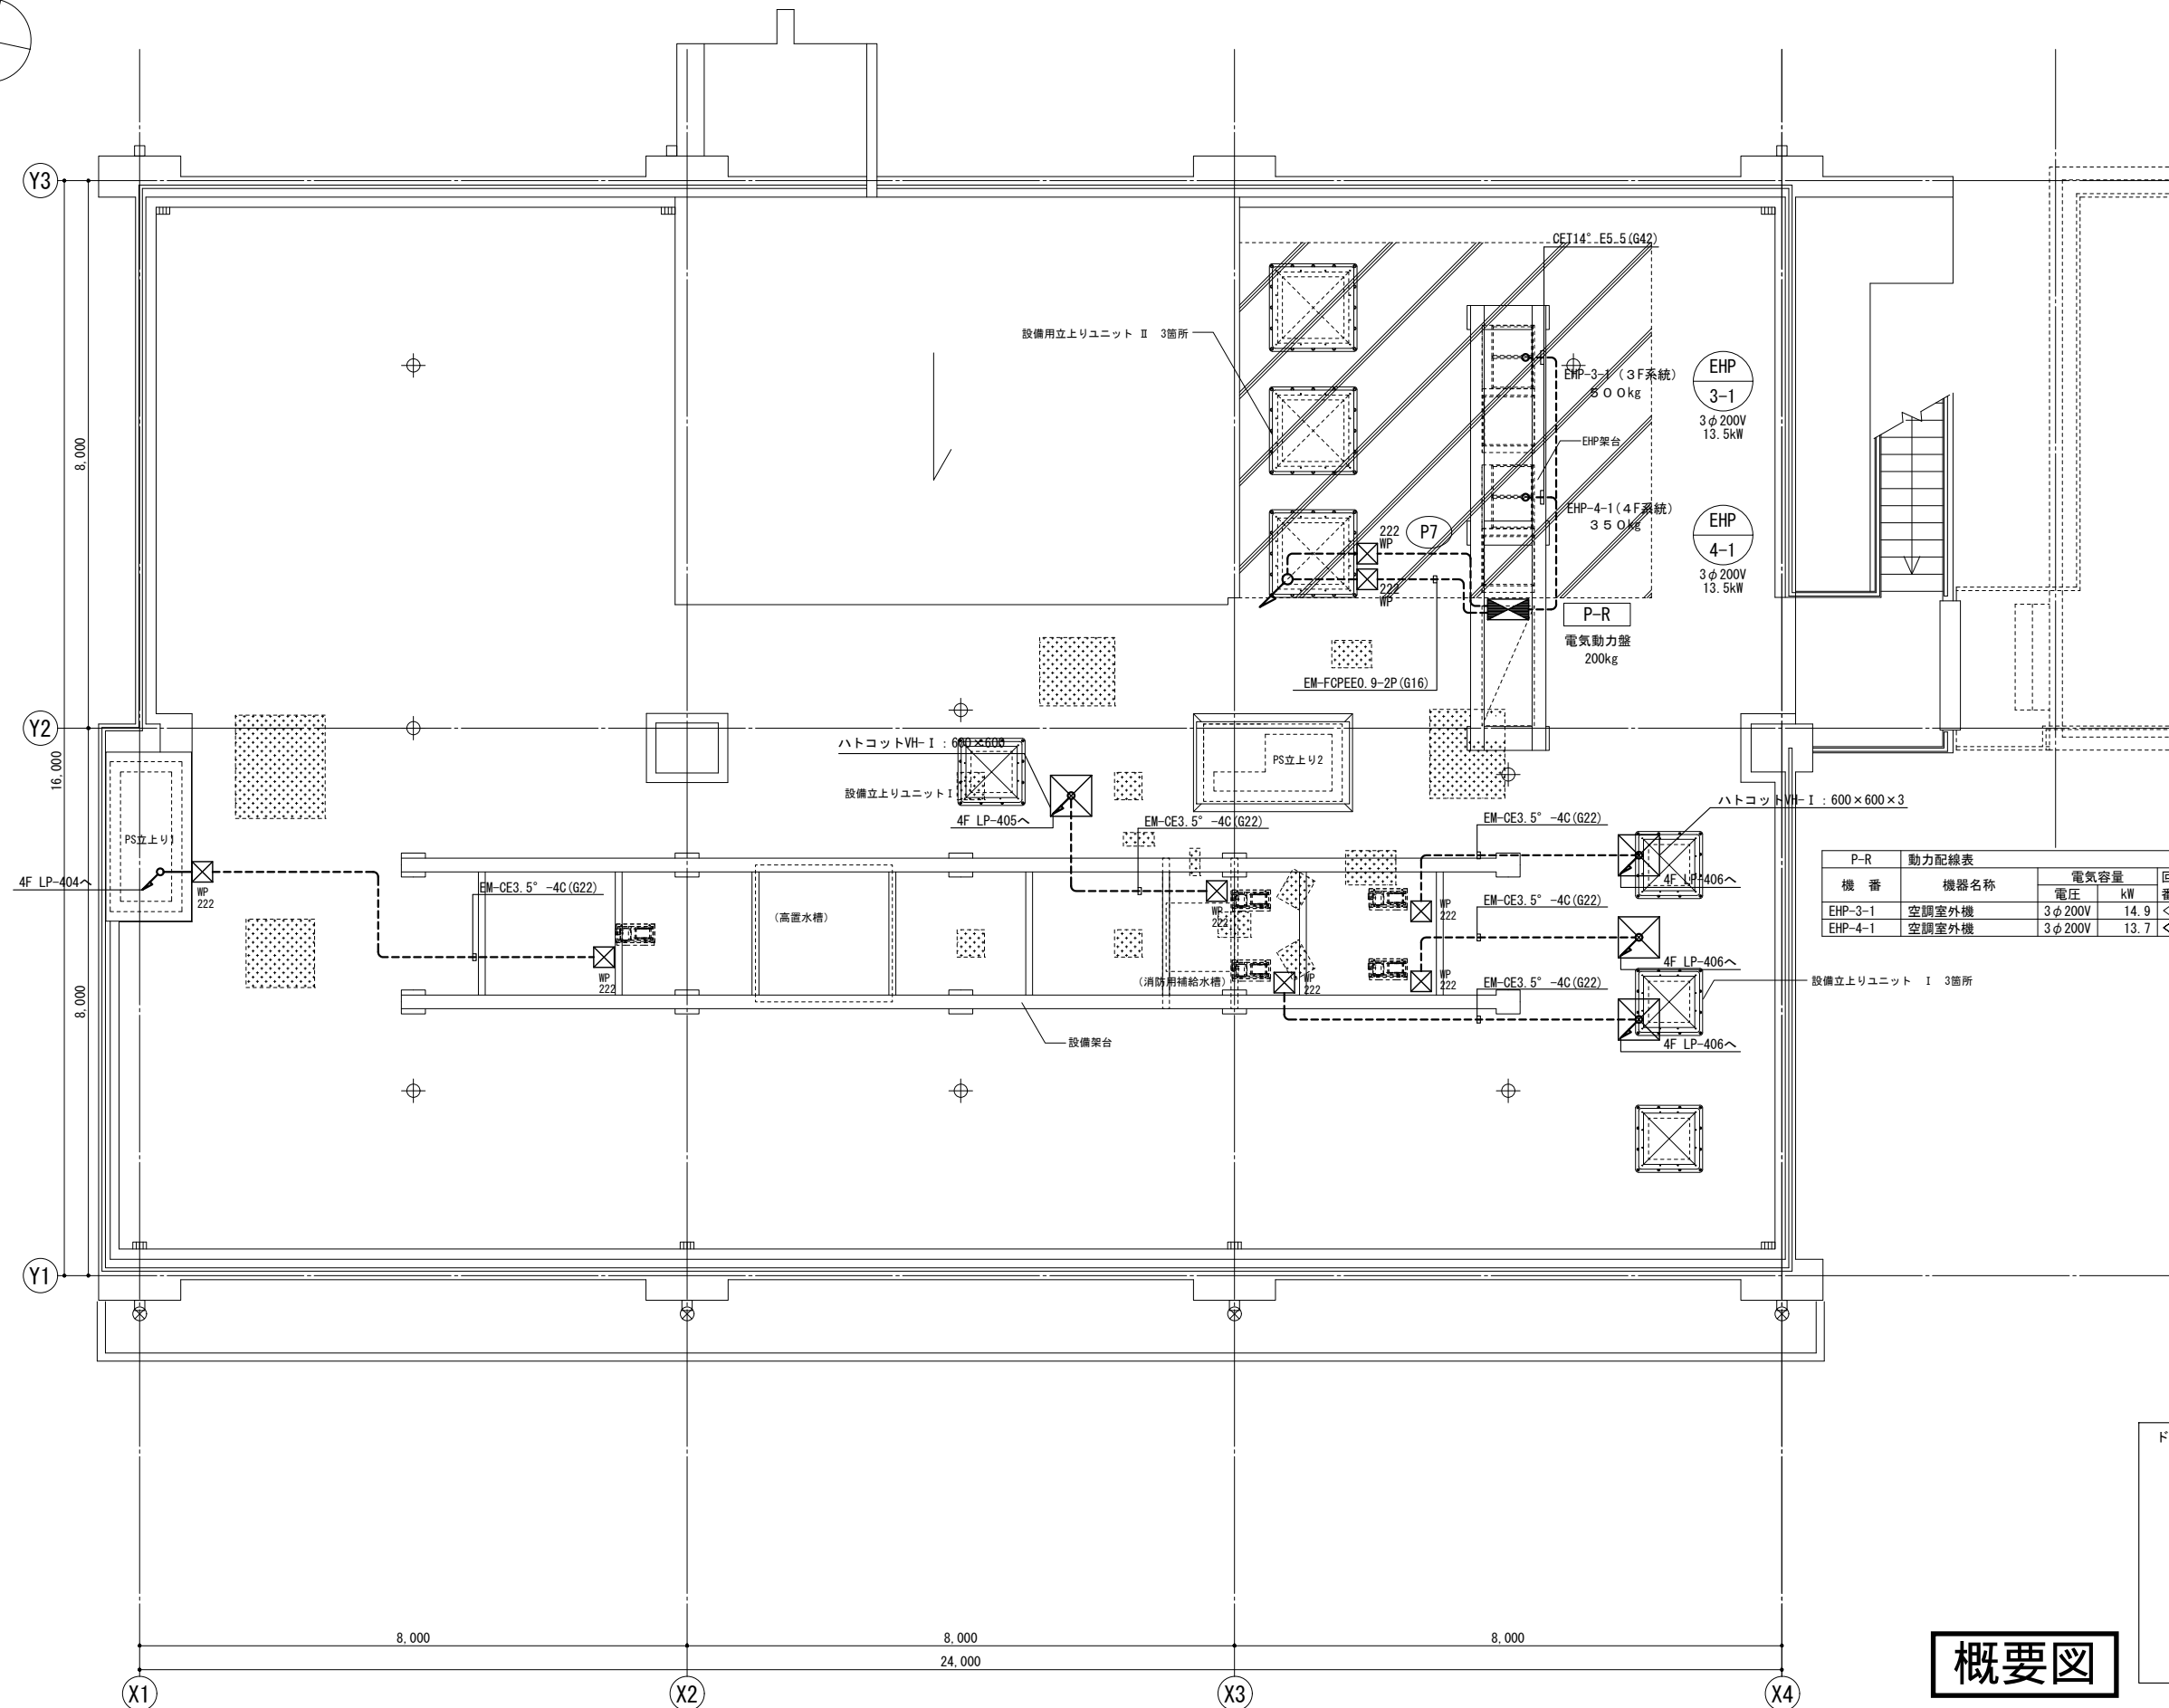 Y3
Y2
Y1
8,000
16,000
8,000
CET14° E5.5(G42)
設備用立上りユニット Ⅱ 3箇所
EHP-3-1(3F系統)
500kg
EHP
3-1
3φ200V
13.5kW
EHP架台
EHP-4-1(4F系統)
350kg
EHP
4-1
3φ200V
13.5kW
222
WP
P7
222
WP
P-R
電気動力盤
200kg
EM-FCPEE0.9-2P(G16)
ハトコットVH-Ⅰ:600×600
設備立上りユニットⅠ
4F LP-405へ
PS立上り2
EM-CE3.5° -4C(G22)
EM-CE3.5° -4C(G22)
ハトコットVH-Ⅰ:600×600×3
PS立上り1
4F LP-404へ
WP
222
EM-CE3.5° -4C(G22)
(高置水槽)
WP
222
WP
222
EM-CE3.5° -4C(G22)
4F LP-406へ
WP
222
(消防用補給水槽)
WP
222
WP
222
EM-CE3.5° -4C(G22)
4F LP-406へ
設備立上りユニット Ⅰ 3箇所
4F LP-406へ
設備架台
P-R 動力配線表
機 番 機器名称 電気容量
電圧 kW
EHP-3-1 空調室外機 3φ200V 14.9
EHP-4-1 空調室外機 3φ200V 13.7
ド
8,000 8,000 8,000
24,000
X1 X2 X3 X4
概要図